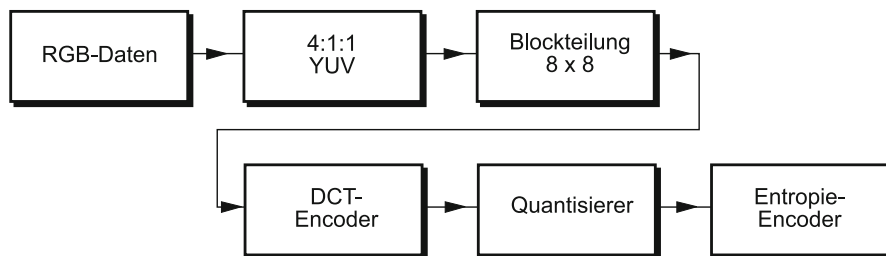 RGB-Daten
4:1:1
YUV
Blockteilung
8 x 8
DCT-
Encoder
Quantisierer
Entropie-
Encoder